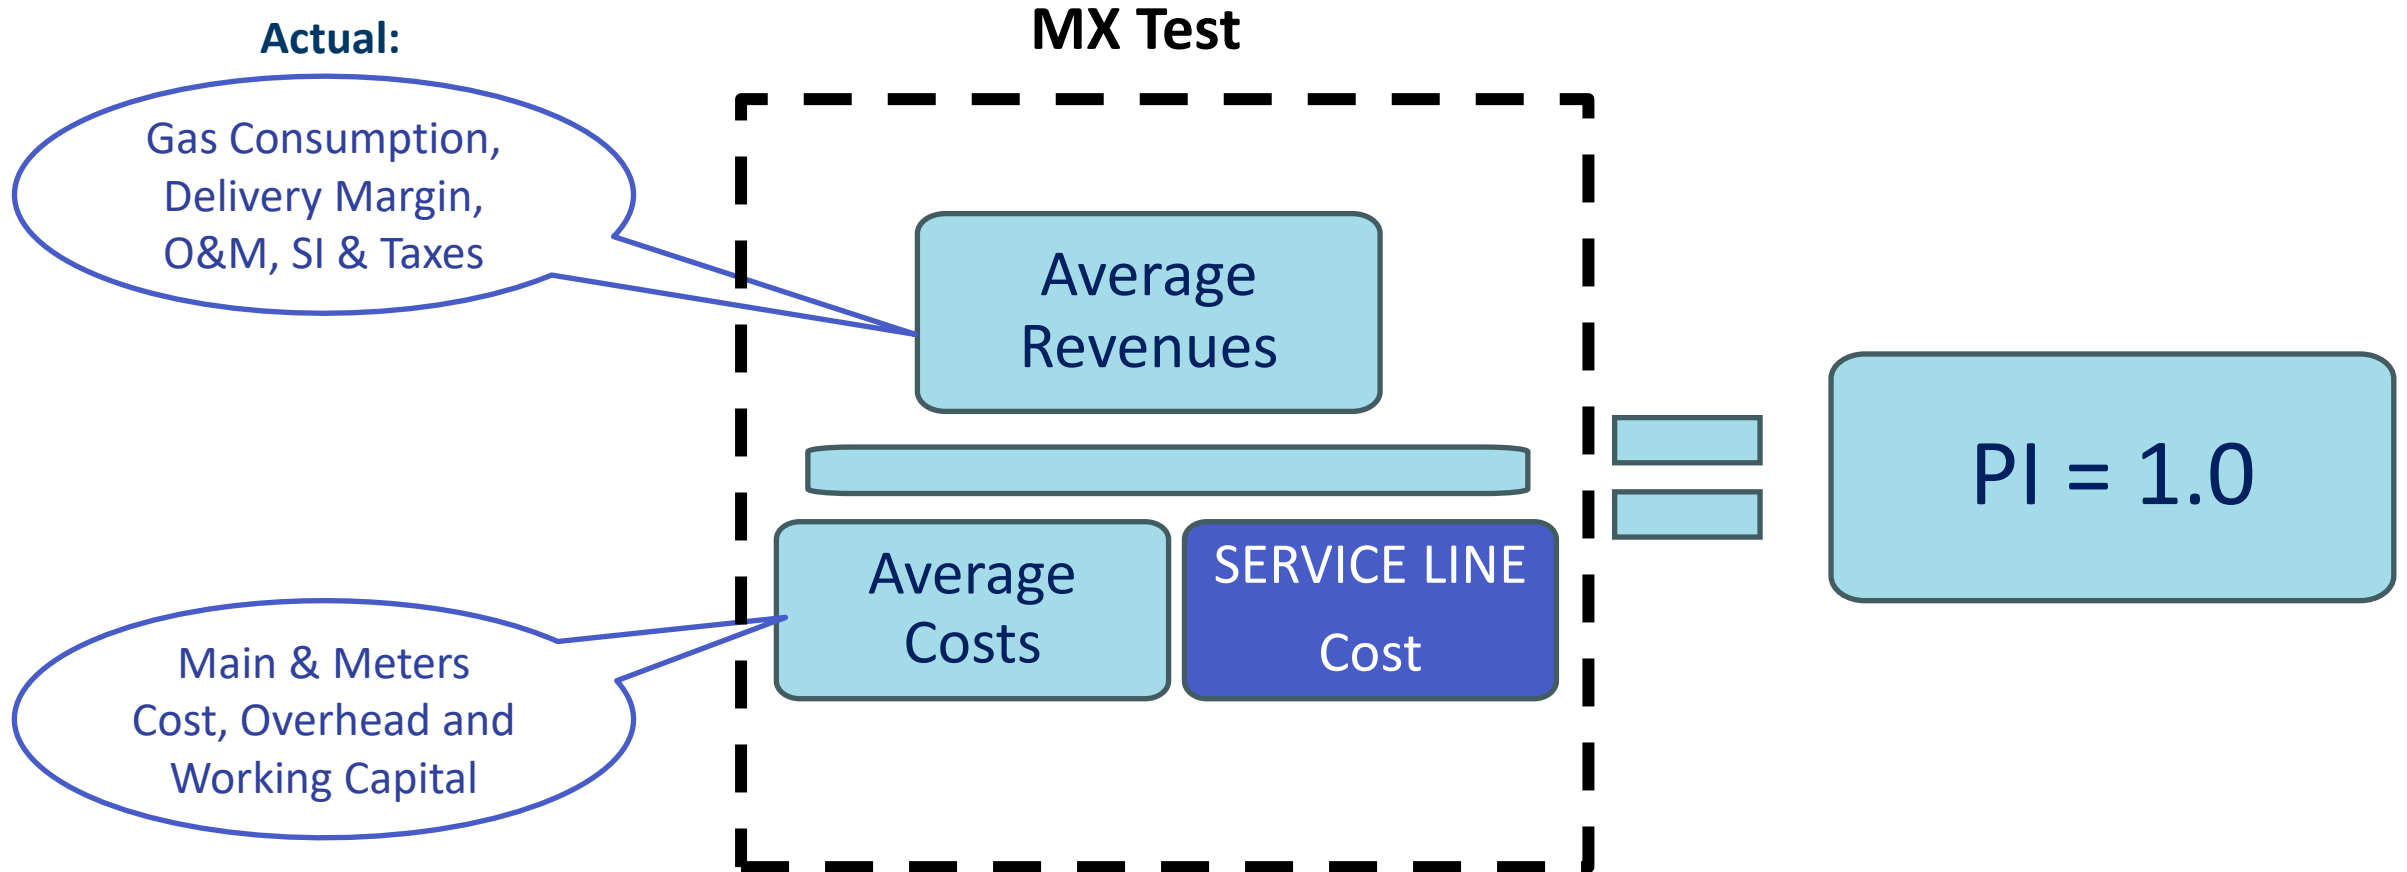 MX Test
Actual:
Gas Consumption,
Delivery Margin,
O&M, SI & Taxes
Average
Revenues
PI = 1.0
Average
Costs
SERVICE LINE
Cost
Main & Meters
Cost, Overhead and
Working Capital